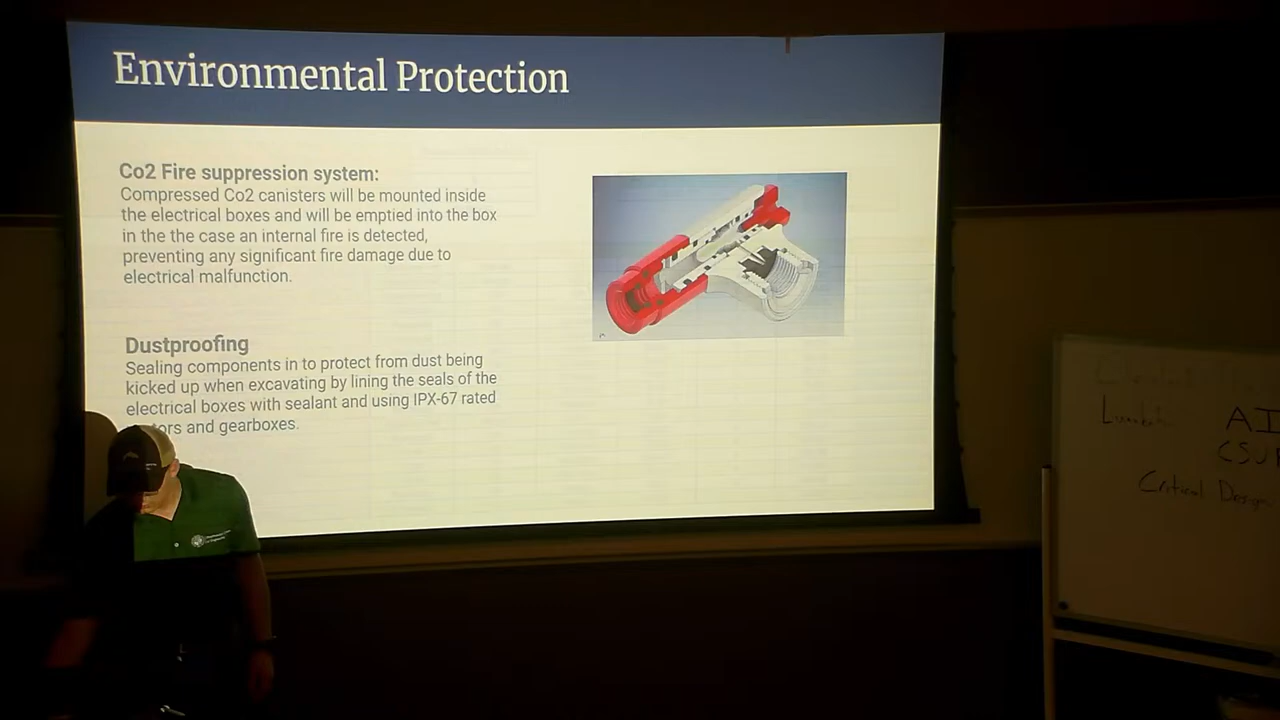 Environmental Protection
Co2 Fire suppression system:
Compressed Co2 canisters will be mounted inside
the electrical boxes and will be emptied into the box
in the the case an internal fire is detected,
preventing any significant fire damage due to
electrical malfunction.
Dustproofing
Sealing components in to protect from dust being
kicked up when excavating by lining the seals of the
electrical boxes with sealant and using IPX-67 rated
and gearboxes.
AI
Critical Design